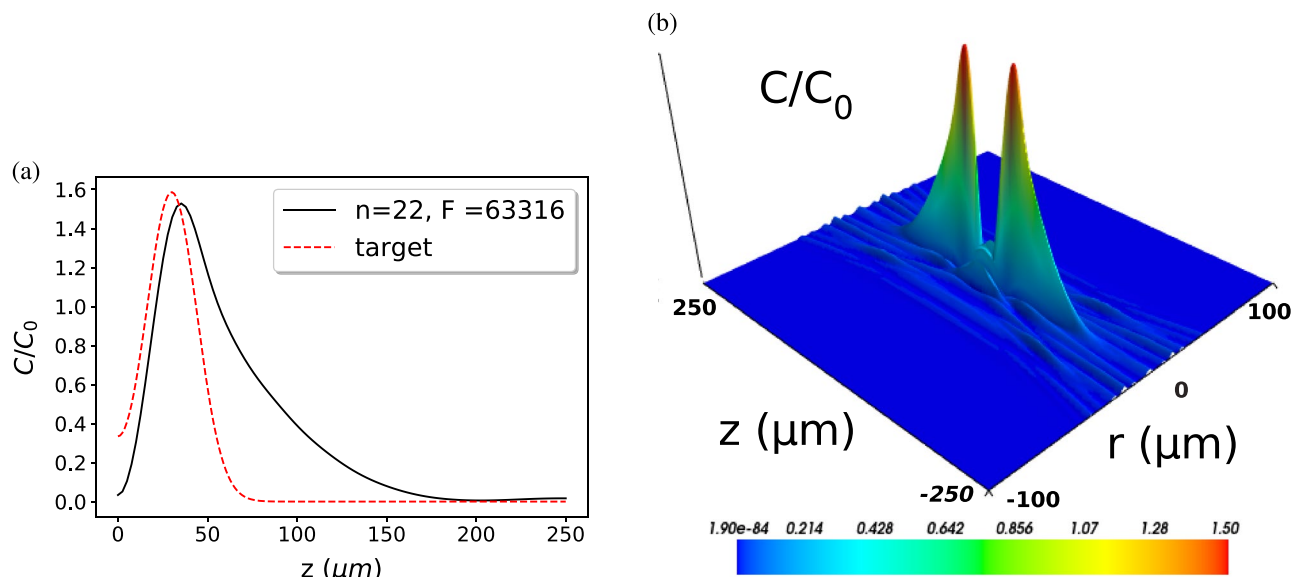 (a)
1.6
1.4
1.2
1.0
0.8
0.6
0.4
0.2
0.0
C/C₀
n=22, F =63316
target
0 50 100 150 200 250
z (μm)
(b)
C/C₀
250
z (μm)
-250
-100
0
100
r (μm)
1.90e-84 0.214 0.428 0.642 0.856 1.07 1.28 1.50